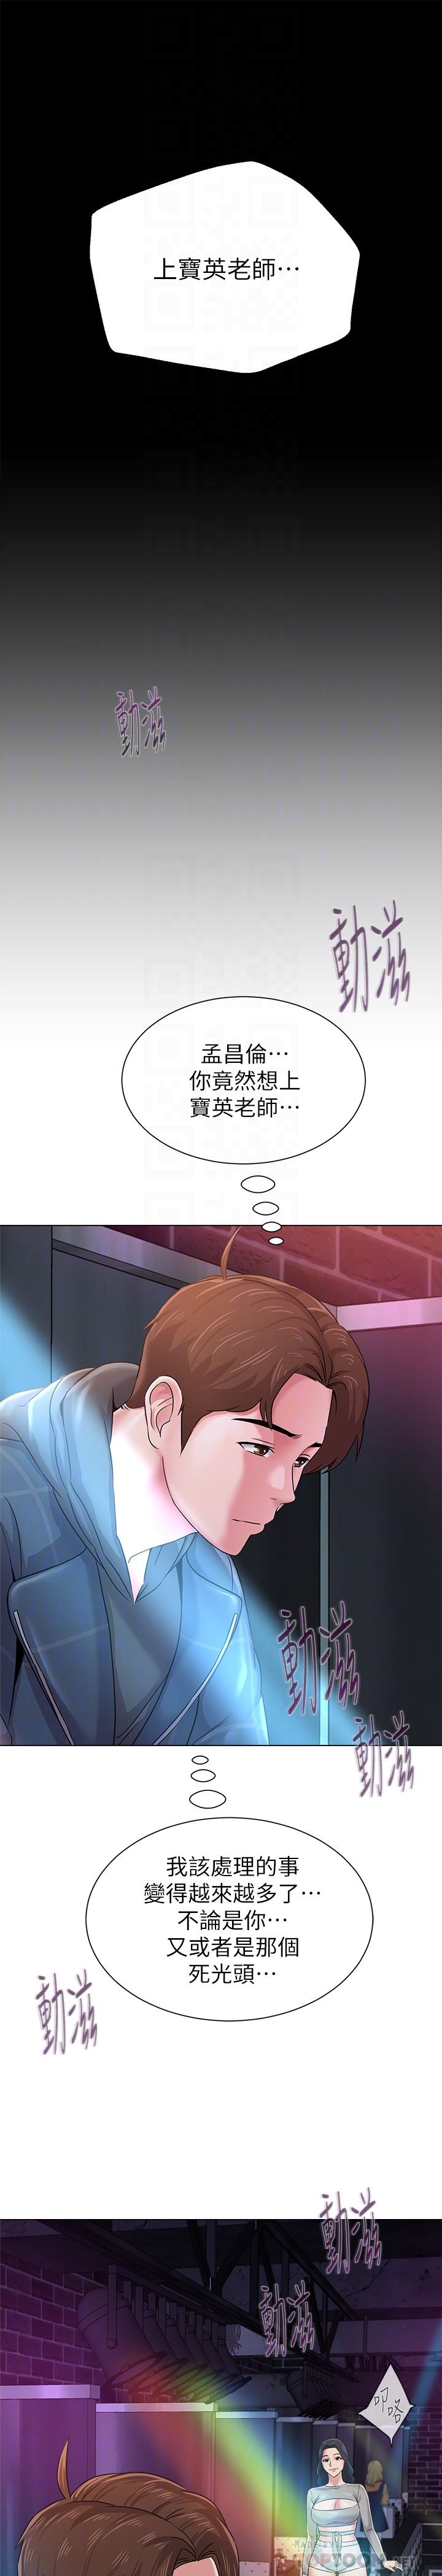 上寶英老師⋯
動滋
動滋
孟昌倫⋯
你竟然想上
寶英老師⋯
動滋
動滋
我該處理的事
變得越來越多了⋯
不論是你⋯
又或者是那個
死光頭⋯
動滋
動滋
動滋
叩咯